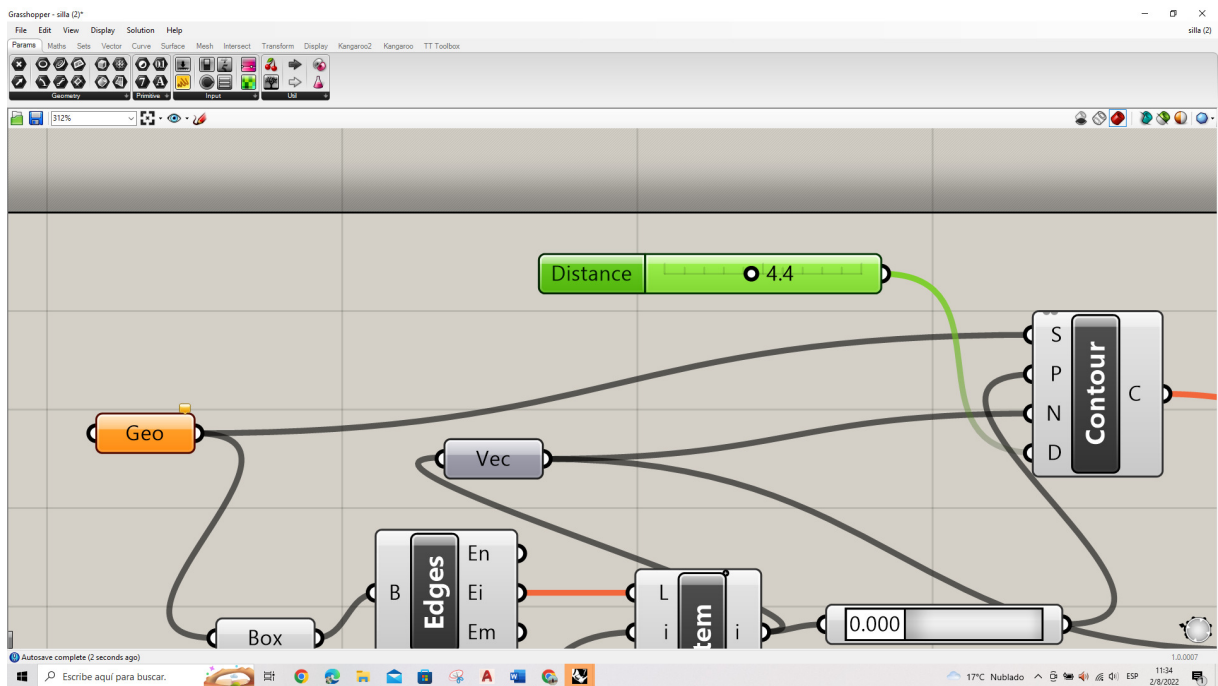 Grasshopper - silla (2)*
File Edit View Display Solution Help silla (2)
Params Maths Sets Vector Curve Surface Mesh Intersect Transform Display Kangaroo2 Kangaroo TT Toolbox
Geometry Primitive Input Util
312%
Distance 4.4
S
P
N
D
Contour
C
Geo
Vec
B
Edges
En
Ei
Em
L
i
tem
i
0.000
Box
Autosave complete (2 seconds ago) 1.0.0007
Escribe aquí para buscar. 17°C Nublado ESP 11:34
2/8/2022